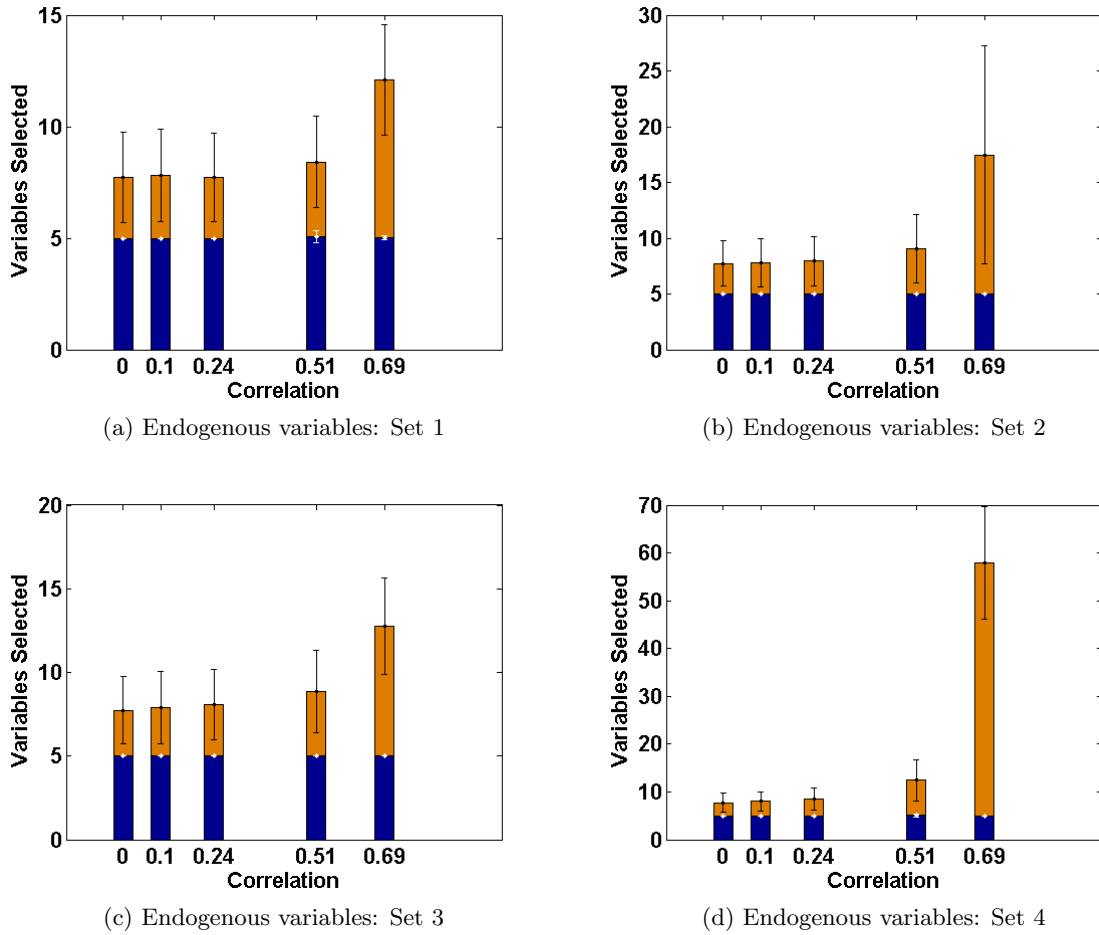 15
10
5
0
Variables Selected
0 0.1 0.24 0.51 0.69
Correlation
(a) Endogenous variables: Set 1
30
25
20
15
10
5
0
Variables Selected
0 0.1 0.24 0.51 0.69
Correlation
(b) Endogenous variables: Set 2
20
15
10
5
0
Variables Selected
0 0.1 0.24 0.51 0.69
Correlation
(c) Endogenous variables: Set 3
70
60
50
40
30
20
10
0
Variables Selected
0 0.1 0.24 0.51 0.69
Correlation
(d) Endogenous variables: Set 4